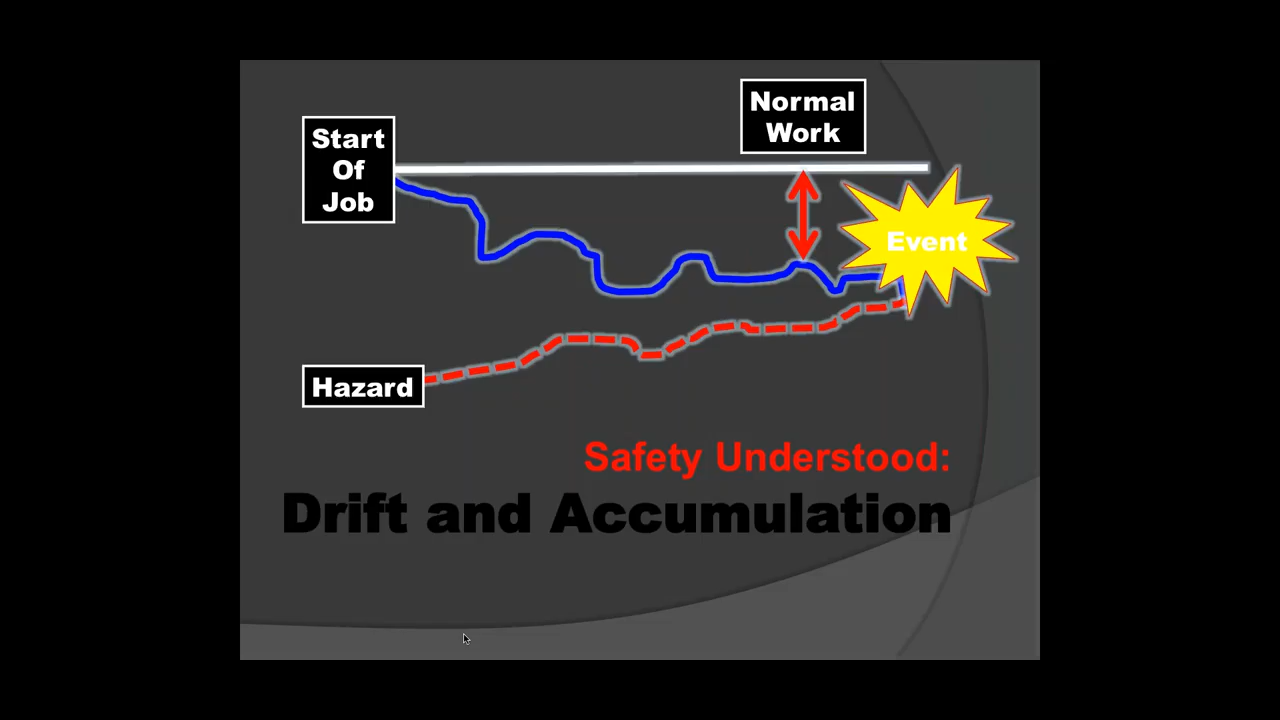 Normal
Work
Start
Of
Job
Event
Hazard
Safety Understood:
Drift and Accumulation